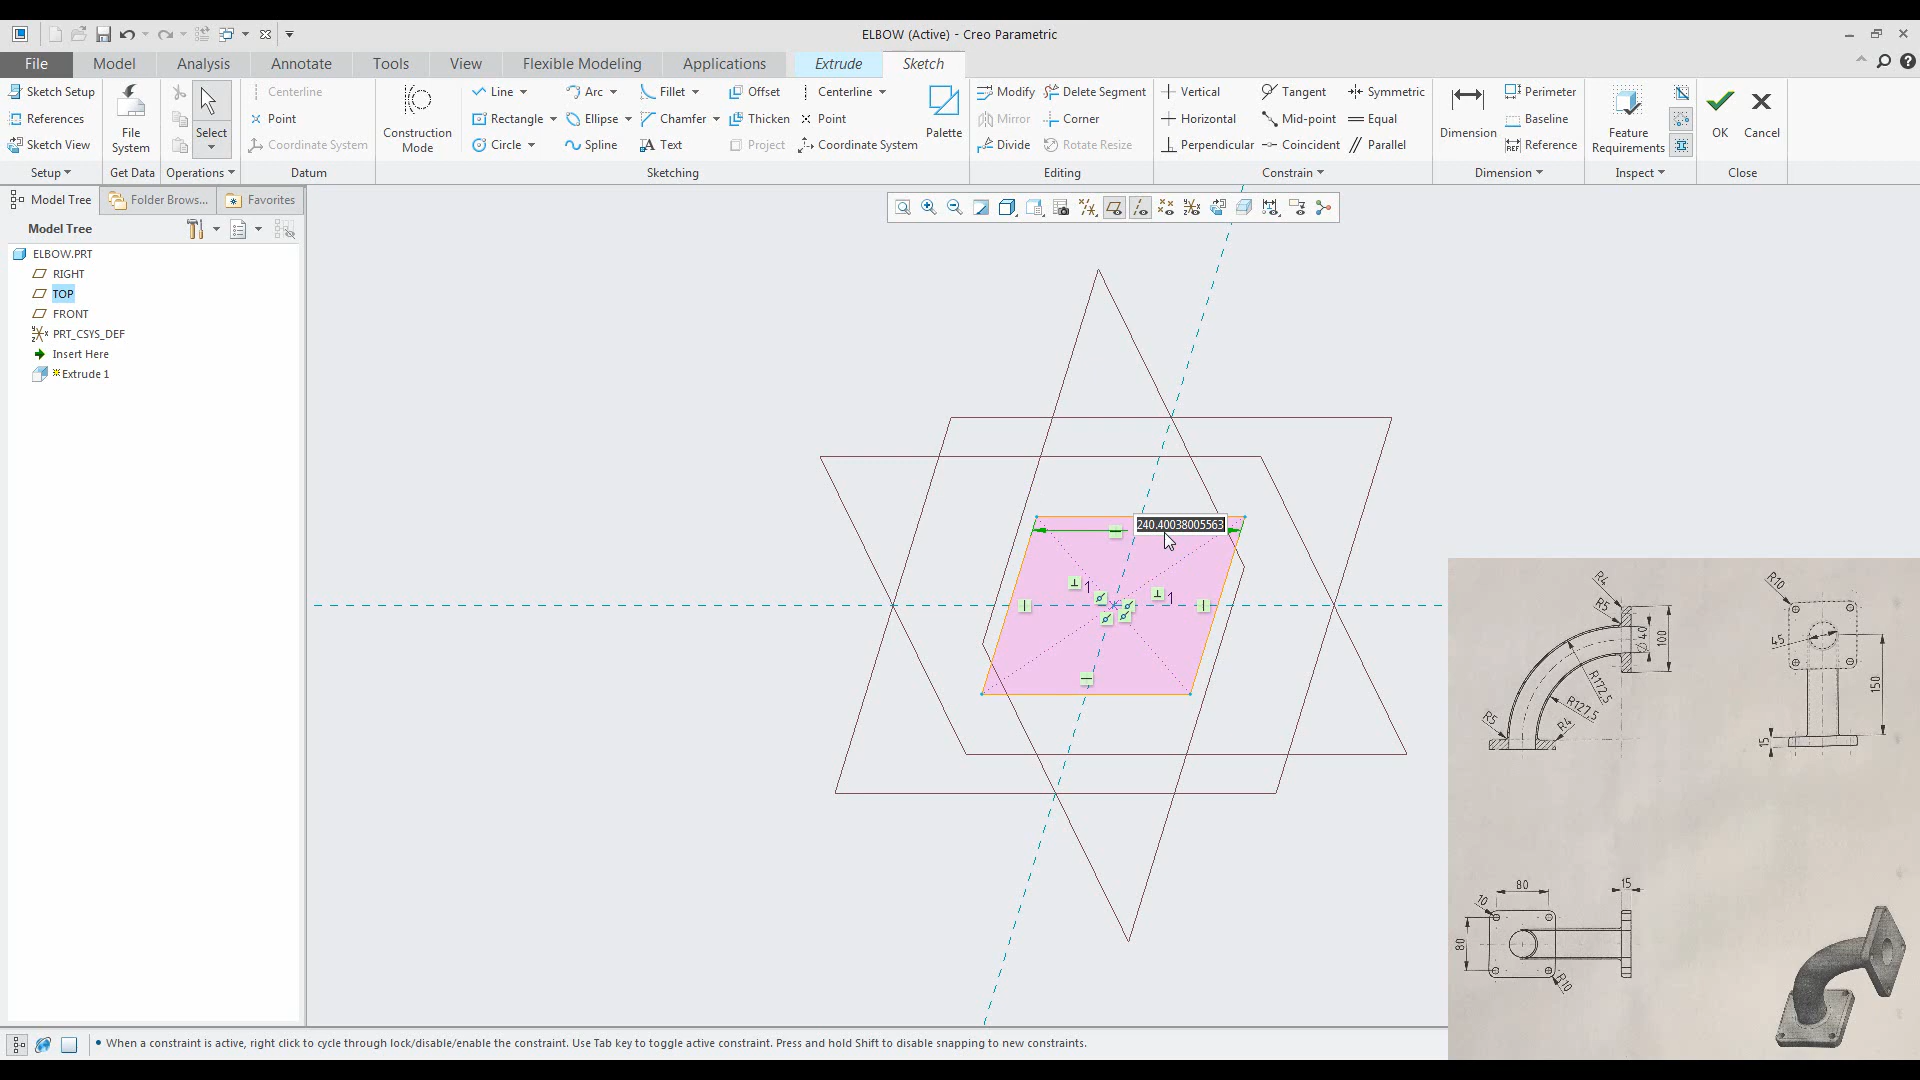 ELBOW (Active) - Creo Parametric
File Model Analysis Annotate Tools View Flexible Modeling Applications Extrude Sketch
Sketch Setup
References
Sketch View
Setup
File
System
Get Data
Select
Operations
Centerline
Point
Coordinate System
Datum
Construction
Mode
Line
Rectangle
Circle
Arc
Ellipse
Spline
Fillet
Chamfer
Text
Offset
Thicken
Project
Centerline
Point
Coordinate System
Palette
Sketching
Modify
Mirror
Divide
Delete Segment
Corner
Rotate Resize
Editing
Vertical
Horizontal
Perpendicular
Tangent
Mid-point
Coincident
Symmetric
Equal
Parallel
Constrain
Dimension
Perimeter
Baseline
Reference
Dimension
Feature
Requirements
Inspect
OK
Cancel
Close
Model Tree
Folder Brows...
Favorites
Model Tree
ELBOW.PRT
RIGHT
TOP
FRONT
PRT_CSYS_DEF
Insert Here
Extrude 1
240.40038005563
1
1
R4
R5
Ø 40
100
R172,5
R127,5
R5
R4
R10
45
150
15
80
15
10
80
R10
• When a constraint is active, right click to cycle through lock/disable/enable the constraint. Use Tab key to toggle active constraint. Press and hold Shift to disable snapping to new constraints.